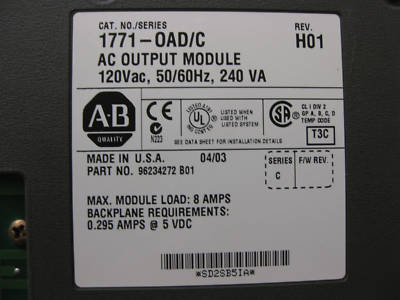 CAT. NO./SERIES REV.
1771-OAD/C H01
AC OUTPUT MODULE
120Vac, 50/60Hz, 240 VA
A-B
QUALITY
N223
UL
LISTED
LISTED WHEN
USED WITH
CL I DIV 2
GP A, B, C, D
TEMP CODE
T3C
SEE DATA SHEET FOR INSTALLATION DETAILS
MADE IN U.S.A. 04/03
PART NO. 96234272 B01
SERIES F/W REV.
C
MAX. MODULE LOAD: 8 AMPS
BACKPLANE REQUIREMENTS:
0.295 AMPS @ 5 VDC
*SD2SB5IA*